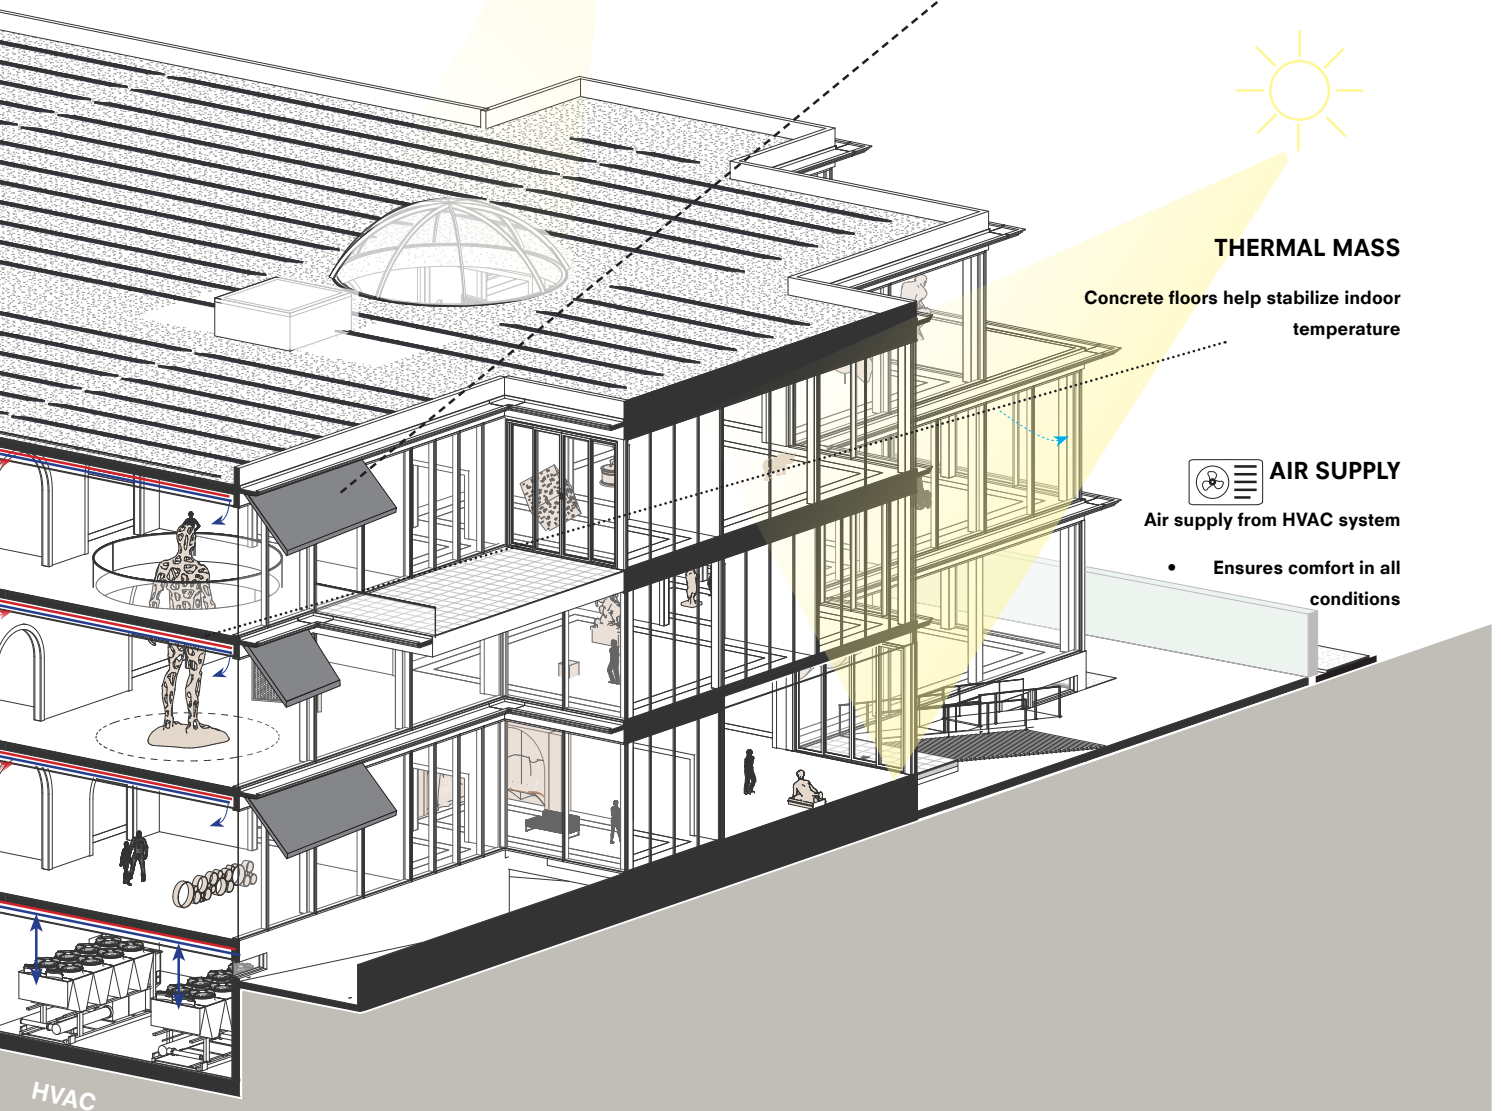 THERMAL MASS
Concrete floors help stabilize indoor
temperature
AIR SUPPLY
Air supply from HVAC system
• Ensures comfort in all
conditions
HVAC